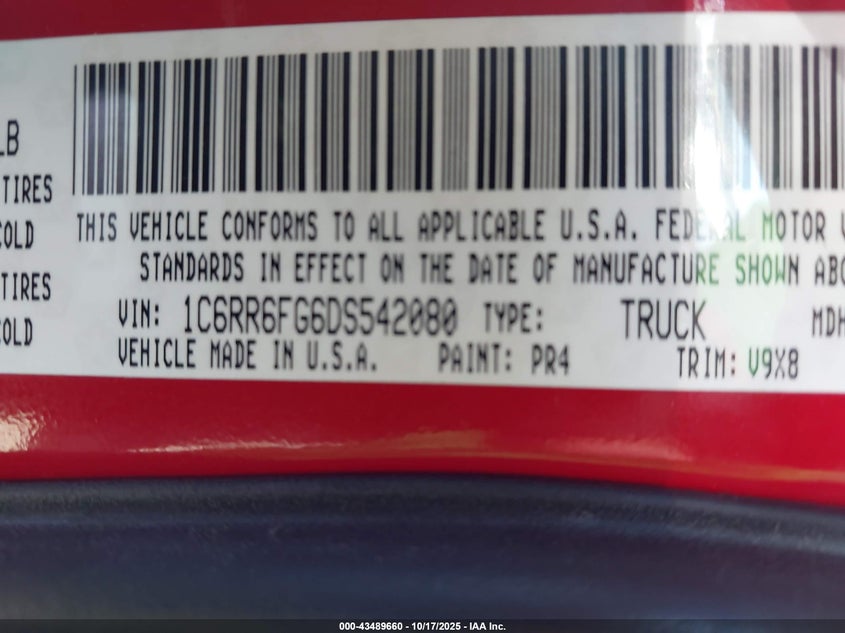 LB
TIRES
COLD
TIRES
COLD
THIS VEHICLE CONFORMS TO ALL APPLICABLE U.S.A. FEDERAL MOTOR V
STANDARDS IN EFFECT ON THE DATE OF MANUFACTURE SHOWN ABO
VIN: 1C6RR6FG6DS542080 TYPE: TRUCK MDH
VEHICLE MADE IN U.S.A. PAINT: PR4 TRIM: V9X8
000-43489660 - 10/17/2025 - IAA Inc.